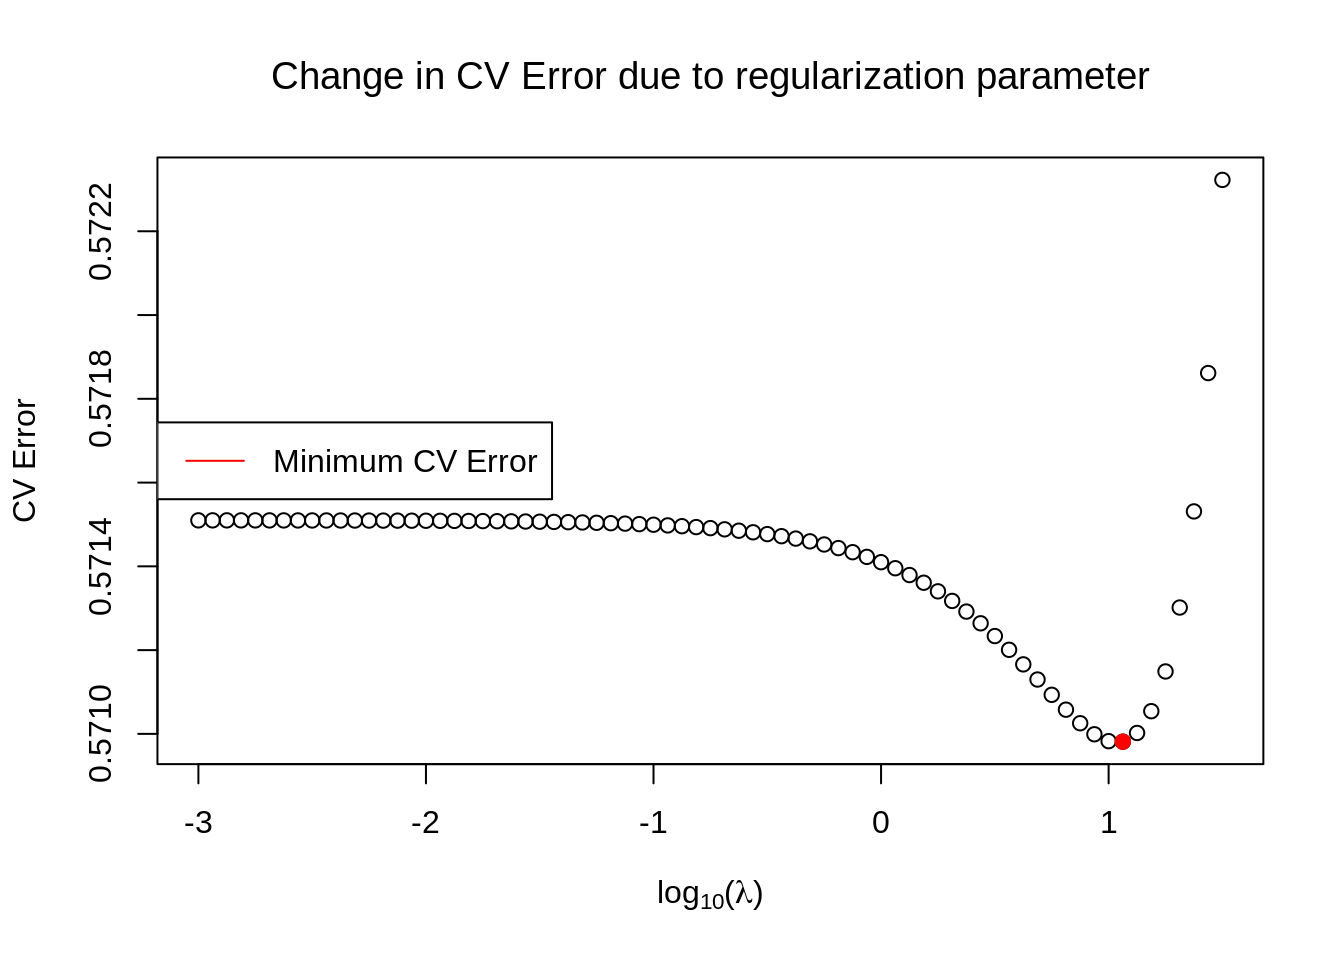 Change in CV Error due to regularization parameter
CV Error
0.5722
0.5718
0.5714
0.5710
Minimum CV Error
-3 -2 -1 0 1
log₁₀(λ)